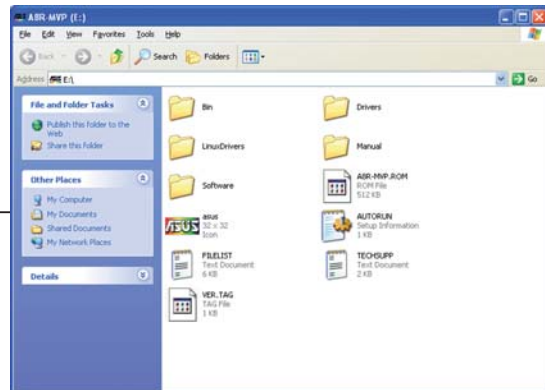 A8R-MVP (E:)
File Edit View Favorites Tools Help
Back Search Folders
Address E:\ Go
File and Folder Tasks
Publish this folder to the Web
Share this folder
Other Places
My Computer
My Documents
Shared Documents
My Network Places
Details
Bin
Drivers
LinuxDrivers
Manual
Software
A8R-MVP.ROM
ROM File
512 KB
asus
32 x 32
Icon
AUTORUN
Setup Information
1 KB
FILELIST
Text Document
6 KB
TECHSUPP
Text Document
2 KB
VER.TAG
TAG File
1 KB